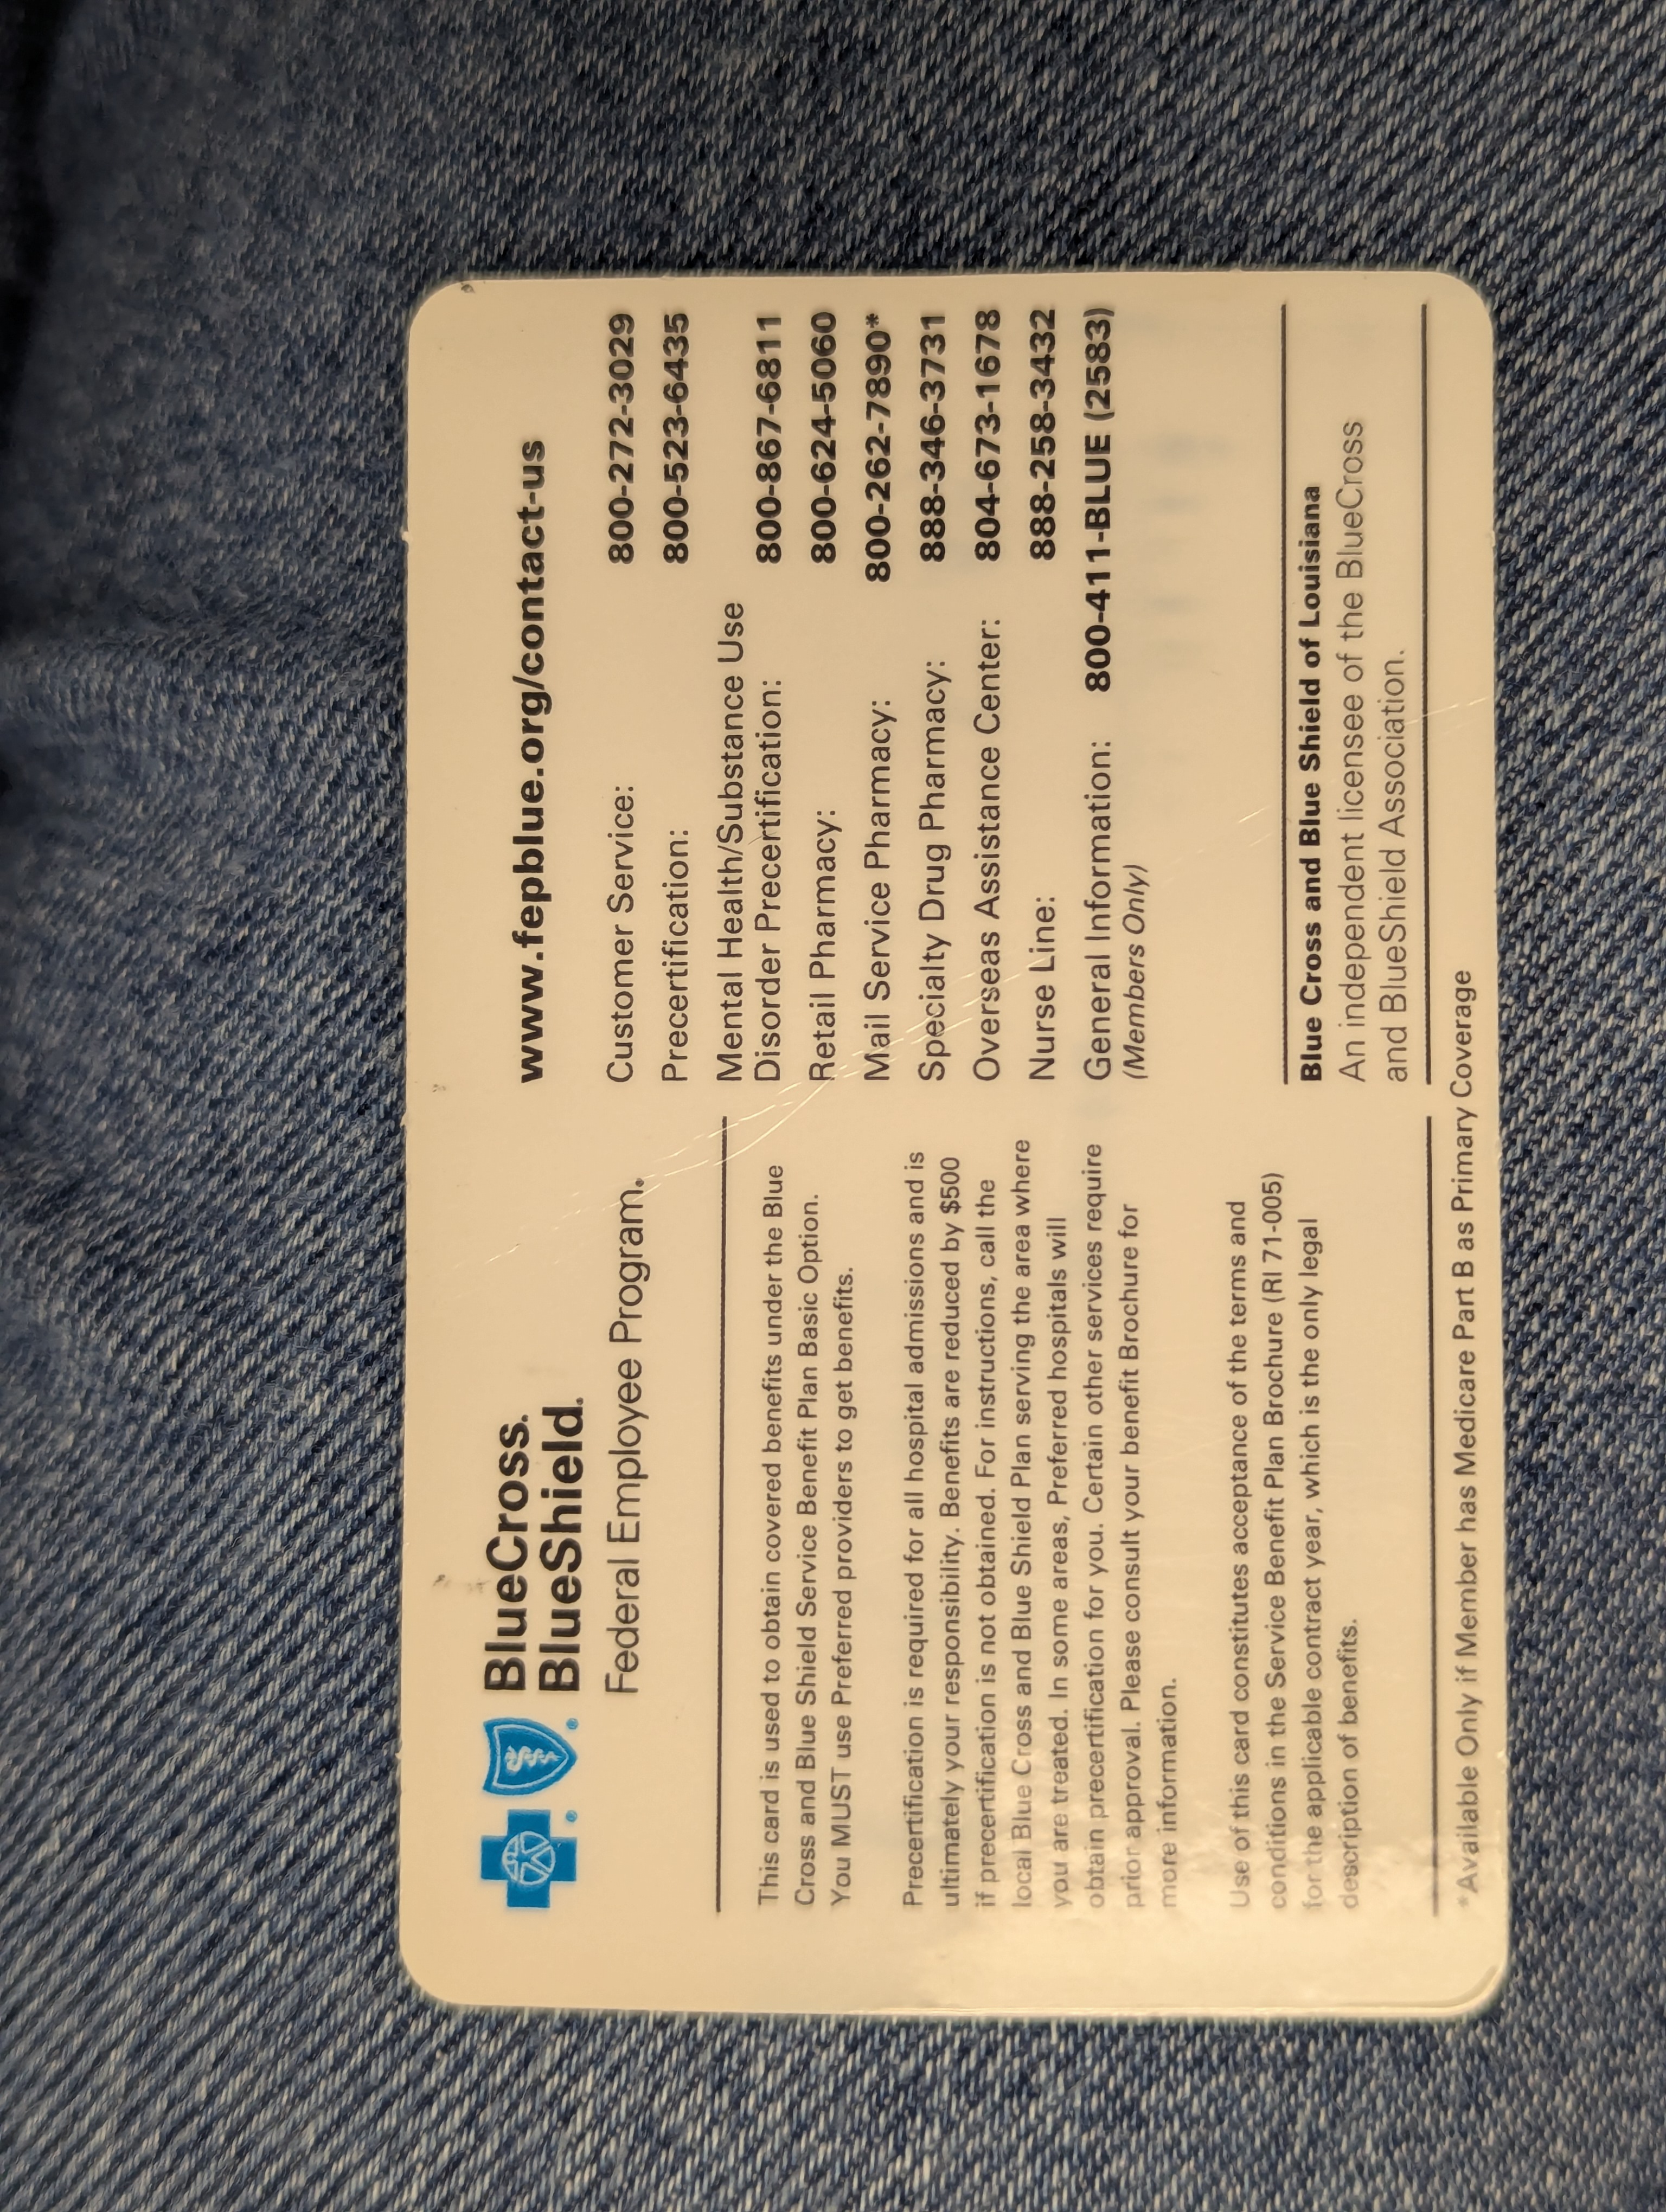 BlueCross.
BlueShield.
Federal Employee Program.
This card is used to obtain covered benefits under the Blue
Cross and Blue Shield Service Benefit Plan Basic Option.
You MUST use Preferred providers to get benefits.
Precertification is required for all hospital admissions and is
ultimately your responsibility. Benefits are reduced by $500
if precertification is not obtained. For instructions, call the
local Blue Cross and Blue Shield Plan serving the area where
you are treated. In some areas, Preferred hospitals will
obtain precertification for you. Certain other services require
prior approval. Please consult your benefit Brochure for
more information.
Use of this card constitutes acceptance of the terms and
conditions in the Service Benefit Plan Brochure (RI 71-005)
for the applicable contract year, which is the only legal
description of benefits.
www.fepblue.org/contact-us
Customer Service: 800-272-3029
Precertification: 800-523-6435
Mental Health/Substance Use
Disorder Precertification: 800-867-6811
Retail Pharmacy: 800-624-5060
Mail Service Pharmacy: 800-262-7890*
Specialty Drug Pharmacy: 888-346-3731
Overseas Assistance Center: 804-673-1678
Nurse Line: 888-258-3432
General Information: 800-411-BLUE (2583)
(Members Only)
Blue Cross and Blue Shield of Louisiana
An independent licensee of the BlueCross
and BlueShield Association.
*Available Only if Member has Medicare Part B as Primary Coverage